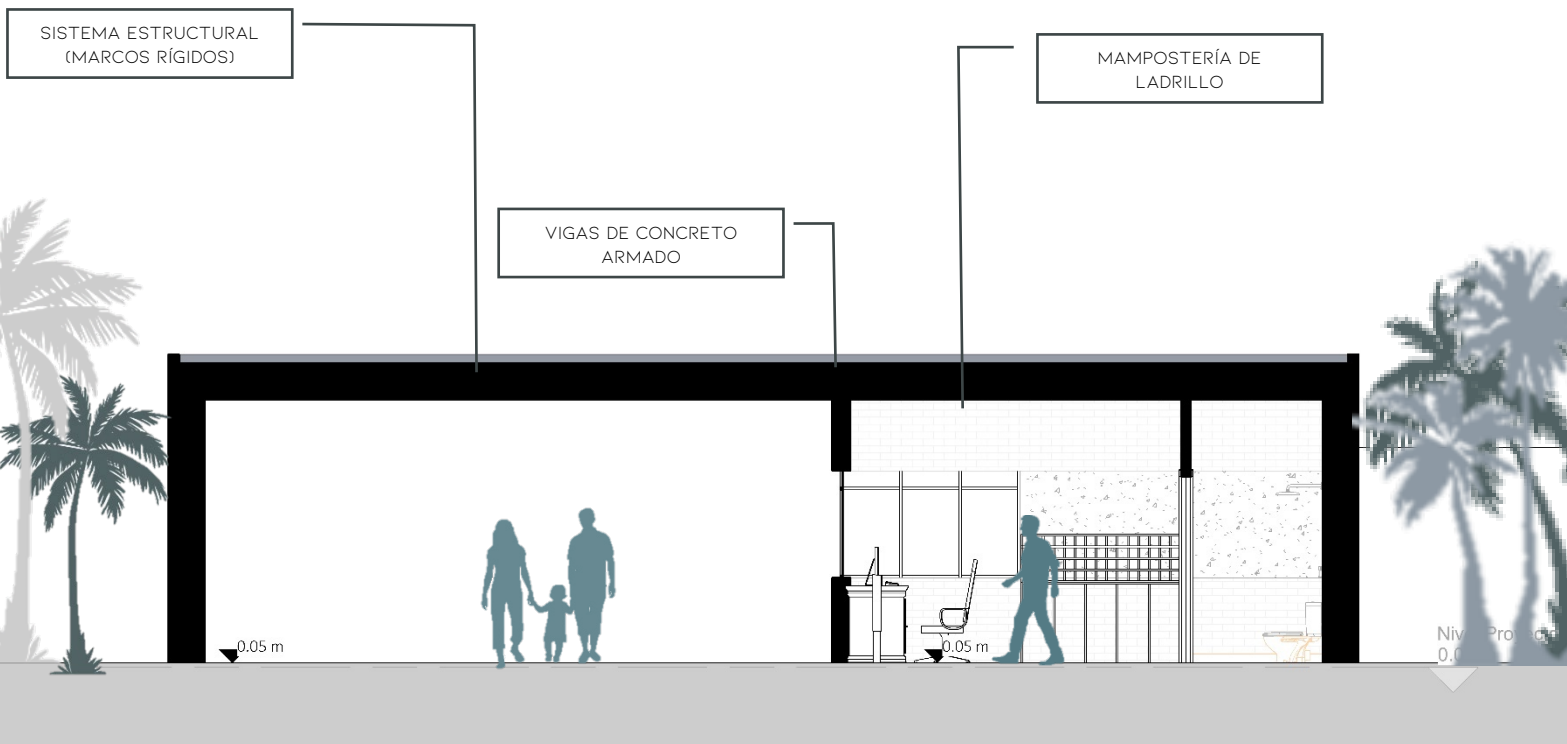 SISTEMA ESTRUCTURAL
(MARCOS RÍGIDOS)
MAMPOSTERÍA DE
LADRILLO
VIGAS DE CONCRETO
ARMADO
0.05 m
0.05 m